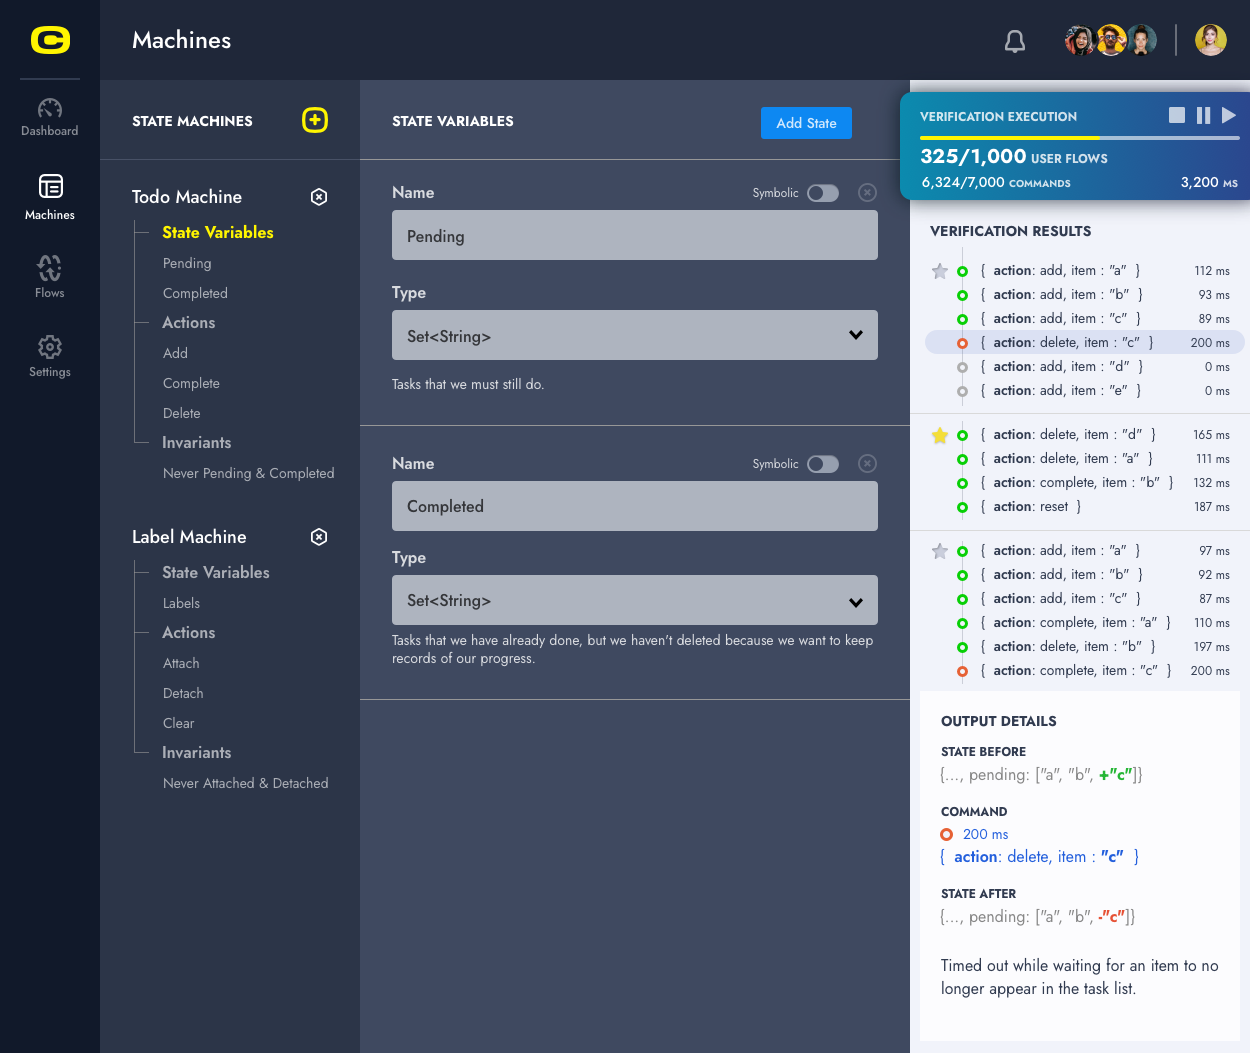 Machines
Dashboard
Machines
Flows
Settings
STATE MACHINES
Todo Machine
State Variables
Pending
Completed
Actions
Add
Complete
Delete
Invariants
Never Pending & Completed
Label Machine
State Variables
Labels
Actions
Attach
Detach
Clear
Invariants
Never Attached & Detached
STATE VARIABLES
Add State
Name
Symbolic
Pending
Type
Set<String>
Tasks that we must still do.
Name
Symbolic
Completed
Type
Set<String>
Tasks that we have already done, but we haven't deleted because we want to keep
records of our progress.
VERIFICATION EXECUTION
325/1,000 USER FLOWS
6,324/7,000 COMMANDS 3,200 MS
VERIFICATION RESULTS
{ action: add, item : "a" } 112 ms
{ action: add, item : "b" } 93 ms
{ action: add, item : "c" } 89 ms
{ action: delete, item : "c" } 200 ms
{ action: add, item : "d" } 0 ms
{ action: add, item : "e" } 0 ms
{ action: delete, item : "d" } 165 ms
{ action: delete, item : "a" } 111 ms
{ action: complete, item : "b" } 132 ms
{ action: reset } 187 ms
{ action: add, item : "a" } 97 ms
{ action: add, item : "b" } 92 ms
{ action: add, item : "c" } 87 ms
{ action: complete, item : "a" } 110 ms
{ action: delete, item : "b" } 197 ms
{ action: complete, item : "c" } 200 ms
OUTPUT DETAILS
STATE BEFORE
{..., pending: ["a", "b", +"c"]}
COMMAND
200 ms
{ action: delete, item : "c" }
STATE AFTER
{..., pending: ["a", "b", -"c"]}
Timed out while waiting for an item to no
longer appear in the task list.